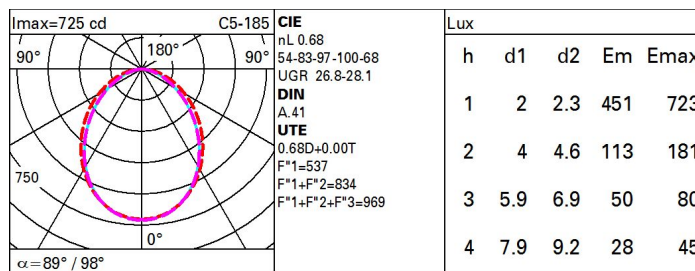 Imax=725 cd C5-185
90° 180° 90°
750
0°
α=89° / 98°
CIE
nL 0.68
54-83-97-100-68
UGR 26.8-28.1
DIN
A.41
UTE
0.68D+0.00T
F"1=537
F"1+F"2=834
F"1+F"2+F"3=969
Lux
h d1 d2 Em Emax
1 2 2.3 451 723
2 4 4.6 113 181
3 5.9 6.9 50 80
4 7.9 9.2 28 45